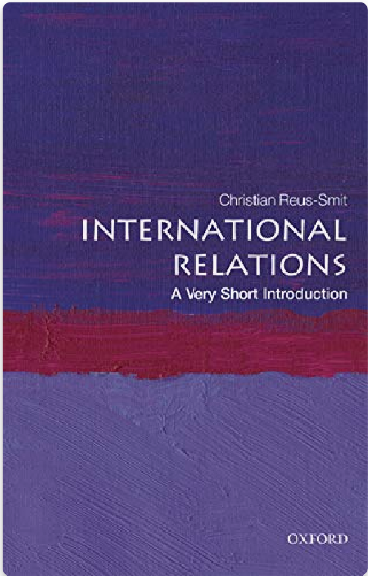 Christian Reus-Smit
INTERNATIONAL
RELATIONS
A Very Short Introduction
OXFORD